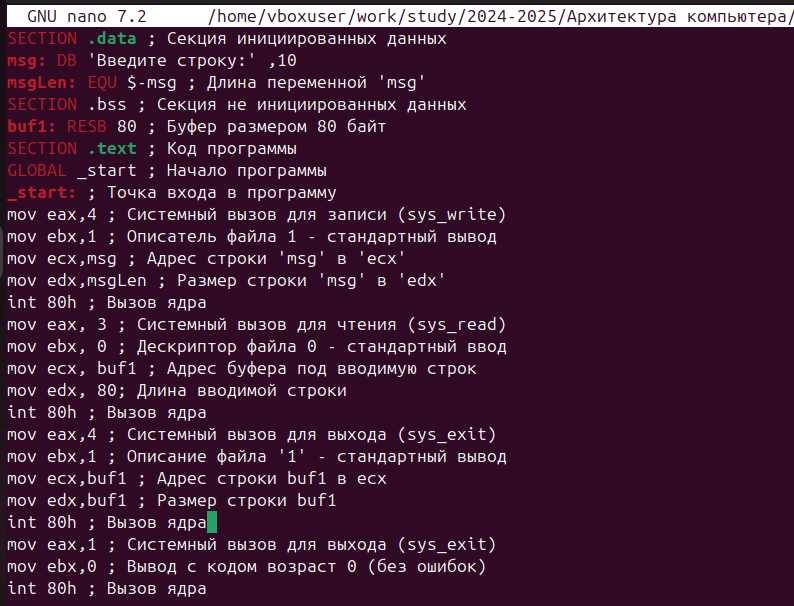 GNU nano 7.2 /home/vboxuser/work/study/2024-2025/Архитектура компьютера/
SECTION .data ; Секция инициированных данных
msg: DB 'Введите строку:' ,10
msgLen: EQU $-msg ; Длина переменной 'msg'
SECTION .bss ; Секция не инициированных данных
buf1: RESB 80 ; Буфер размером 80 байт
SECTION .text ; Код программы
GLOBAL _start ; Начало программы
_start: ; Точка входа в программу
mov eax,4 ; Системный вызов для записи (sys_write)
mov ebx,1 ; Описатель файла 1 - стандартный вывод
mov ecx,msg ; Адрес строки 'msg' в 'ecx'
mov edx,msgLen ; Размер строки 'msg' в 'edx'
int 80h ; Вызов ядра
mov eax, 3 ; Системный вызов для чтения (sys_read)
mov ebx, 0 ; Дескриптор файла 0 - стандартный ввод
mov ecx, buf1 ; Адрес буфера под вводимую строк
mov edx, 80; Длина вводимой строки
int 80h ; Вызов ядра
mov eax,4 ; Системный вызов для выхода (sys_exit)
mov ebx,1 ; Описание файла '1' - стандартный вывод
mov ecx,buf1 ; Адрес строки buf1 в ecx
mov edx,buf1 ; Размер строки buf1
int 80h ; Вызов ядра
mov eax,1 ; Системный вызов для выхода (sys_exit)
mov ebx,0 ; Вывод с кодом возраст 0 (без ошибок)
int 80h ; Вызов ядра